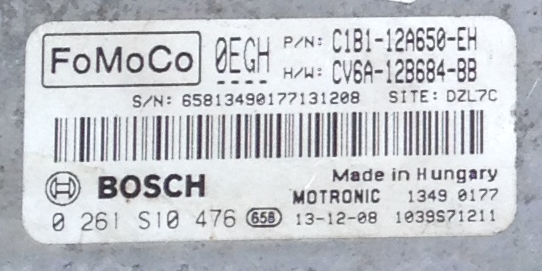 FoMoCo 0EGH P/N: C1B1-12A650-EH
H/W: CV6A-12B684-BB
S/N: 65813490177131208 SITE: DZL7C
Made in Hungary
BOSCH MOTRONIC 1349 0177
0 261 S10 476 658 13-12-08 1039S71211